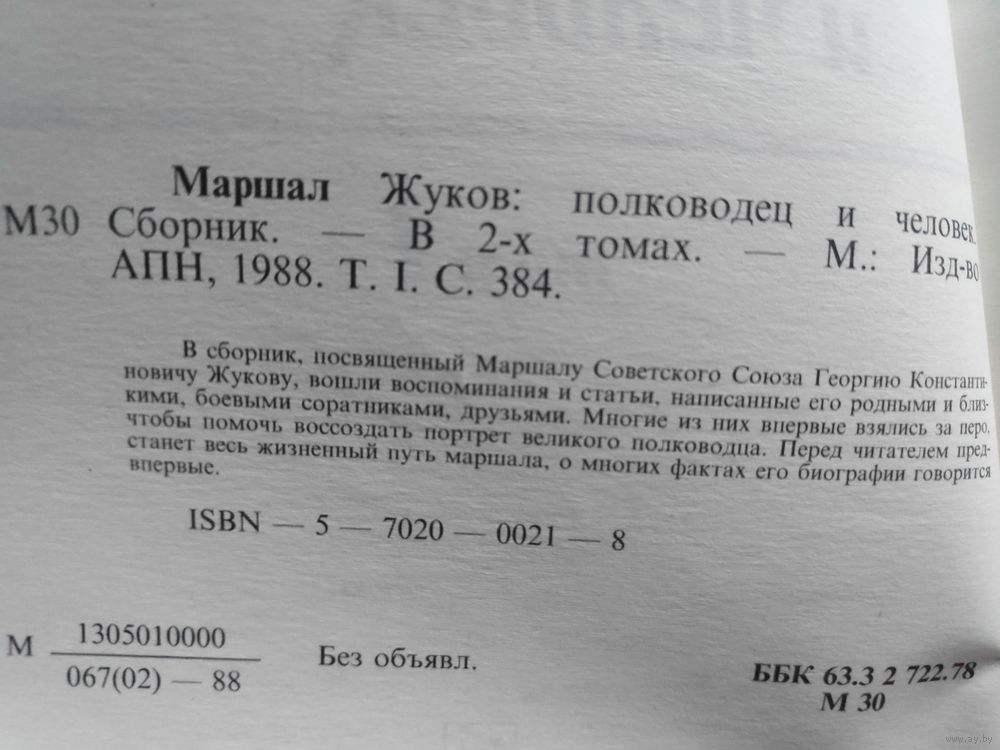 Маршал Жуков: полководец и человек.
М30 Сборник. — В 2-х томах. — М.: Изд-во
АПН, 1988. Т. I. С. 384.
В сборник, посвященный Маршалу Советского Союза Георгию Константи-
новичу Жукову, вошли воспоминания и статьи, написанные его родными и близ-
кими, боевыми соратниками, друзьями. Многие из них впервые взялись за перо,
чтобы помочь воссоздать портрет великого полководца. Перед читателем пред-
станет весь жизненный путь маршала, о многих фактах его биографии говорится
впервые.
ISBN — 5 — 7020 — 0021 — 8
М 1305010000
067(02) — 88
Без объявл.
ББК 63.3 2 722.78
М 30
www.ay.by